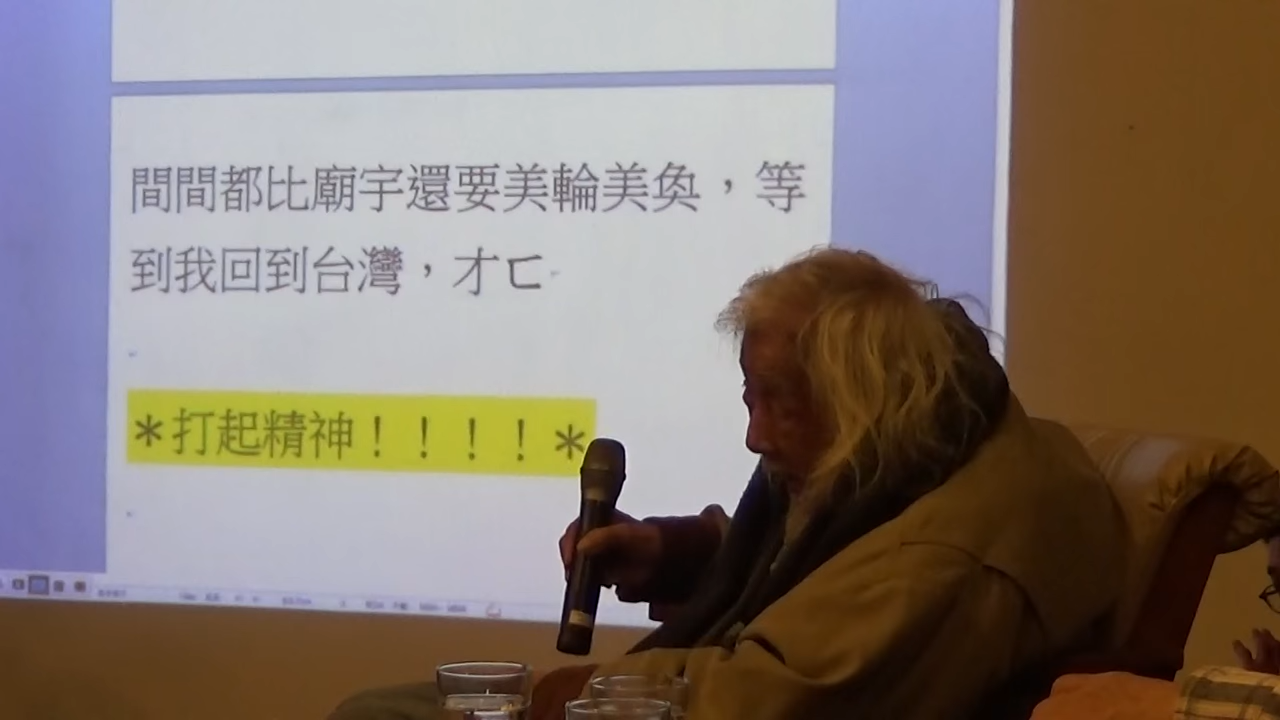 間間都比廟宇還要美輪美奐，等
到我回到台灣，才ㄈ
＊打起精神！！！！＊